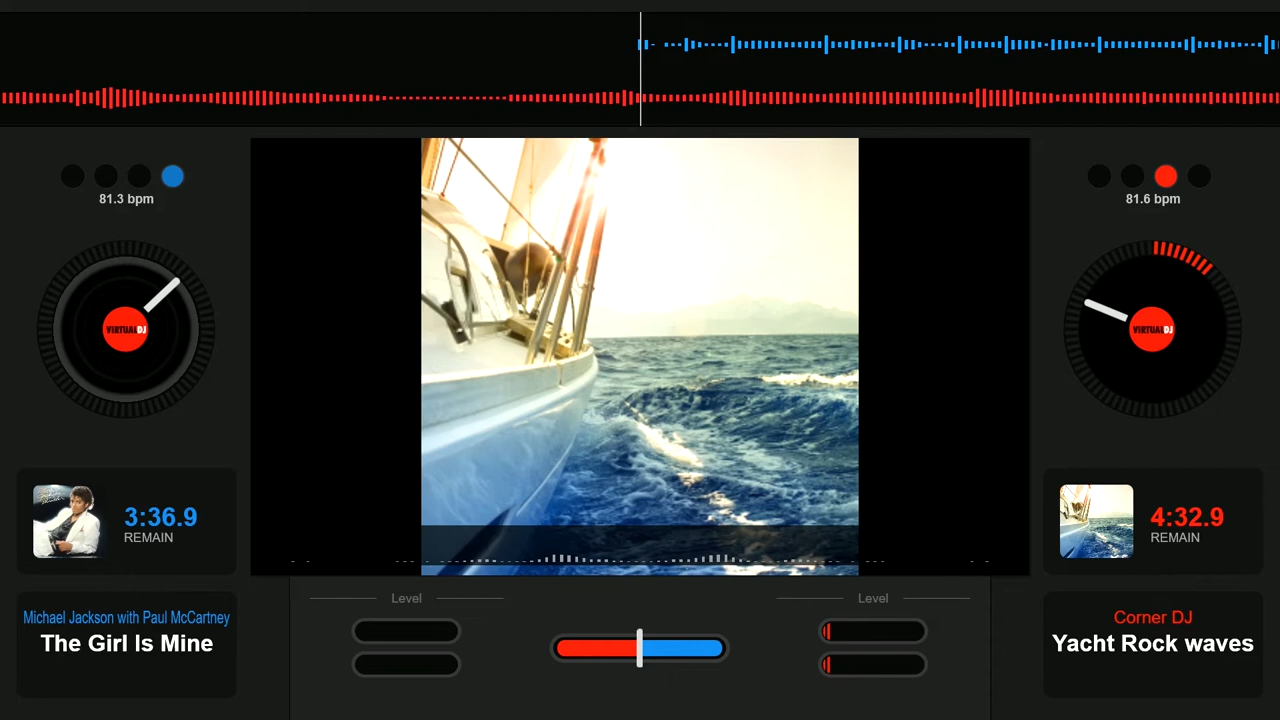 81.3 bpm
81.6 bpm
VIRTUALDJ
VIRTUALDJ
3:36.9
REMAIN
4:32.9
REMAIN
Michael Jackson with Paul McCartney
The Girl Is Mine
Level
Level
Corner DJ
Yacht Rock waves